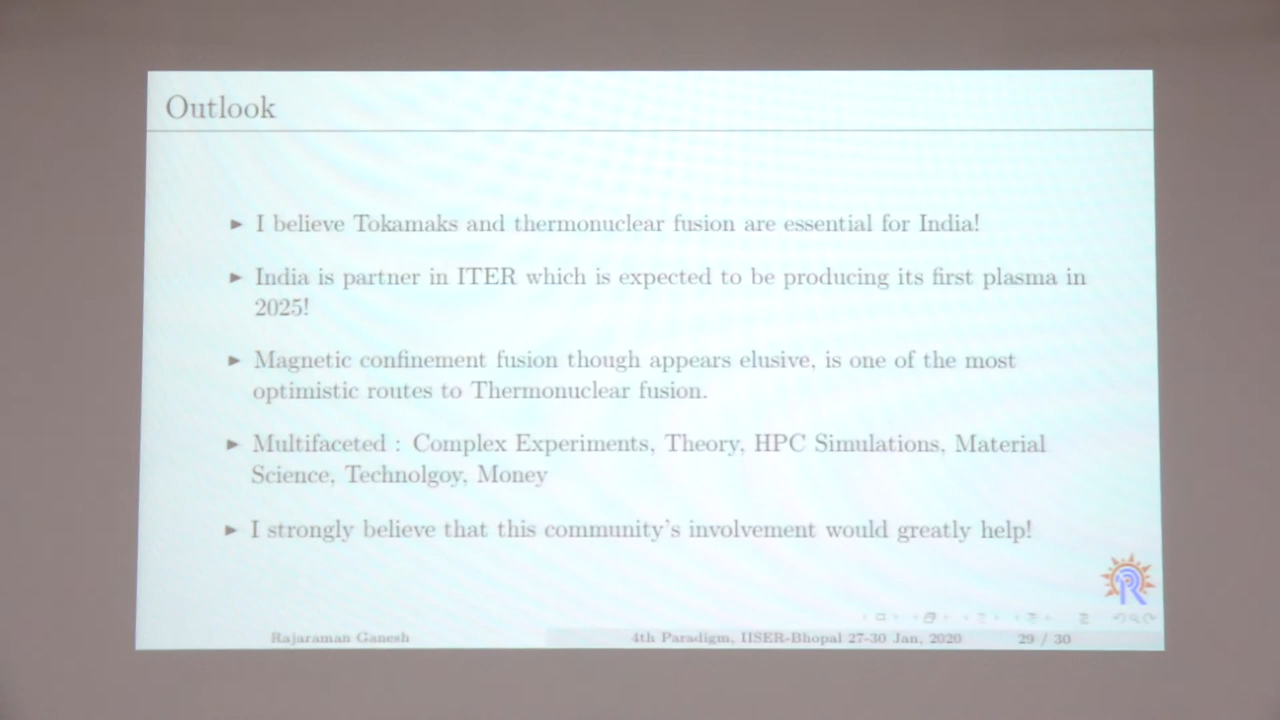 Outlook
► I believe Tokamaks and thermonuclear fusion are essential for India!
► India is partner in ITER which is expected to be producing its first plasma in
2025!
► Magnetic confinement fusion though appears elusive, is one of the most
optimistic routes to Thermonuclear fusion.
► Multifaceted : Complex Experiments, Theory, HPC Simulations, Material
Science, Technolgoy, Money
► I strongly believe that this community's involvement would greatly help!
Rajaraman Ganesh 4th Paradigm, IISER-Bhopal 27-30 Jan, 2020 29 / 30